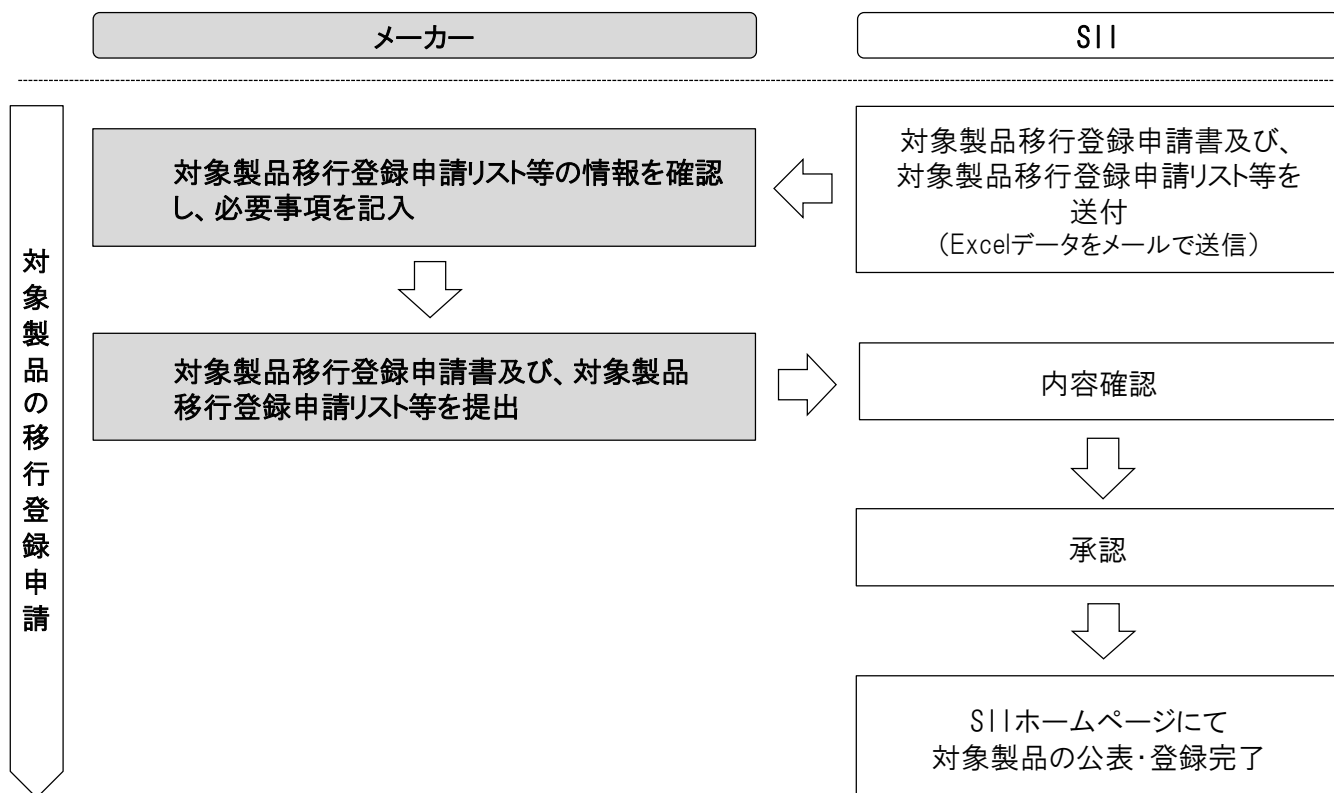 メーカー
SII
対象製品の移行登録申請
対象製品移行登録申請書及び、
対象製品移行登録申請リスト等を
送付
（Excelデータをメールで送信）
対象製品移行登録申請リスト等の情報を確認
し、必要事項を記入
対象製品移行登録申請書及び、対象製品
移行登録申請リスト等を提出
内容確認
承認
SIIホームページにて
対象製品の公表・登録完了